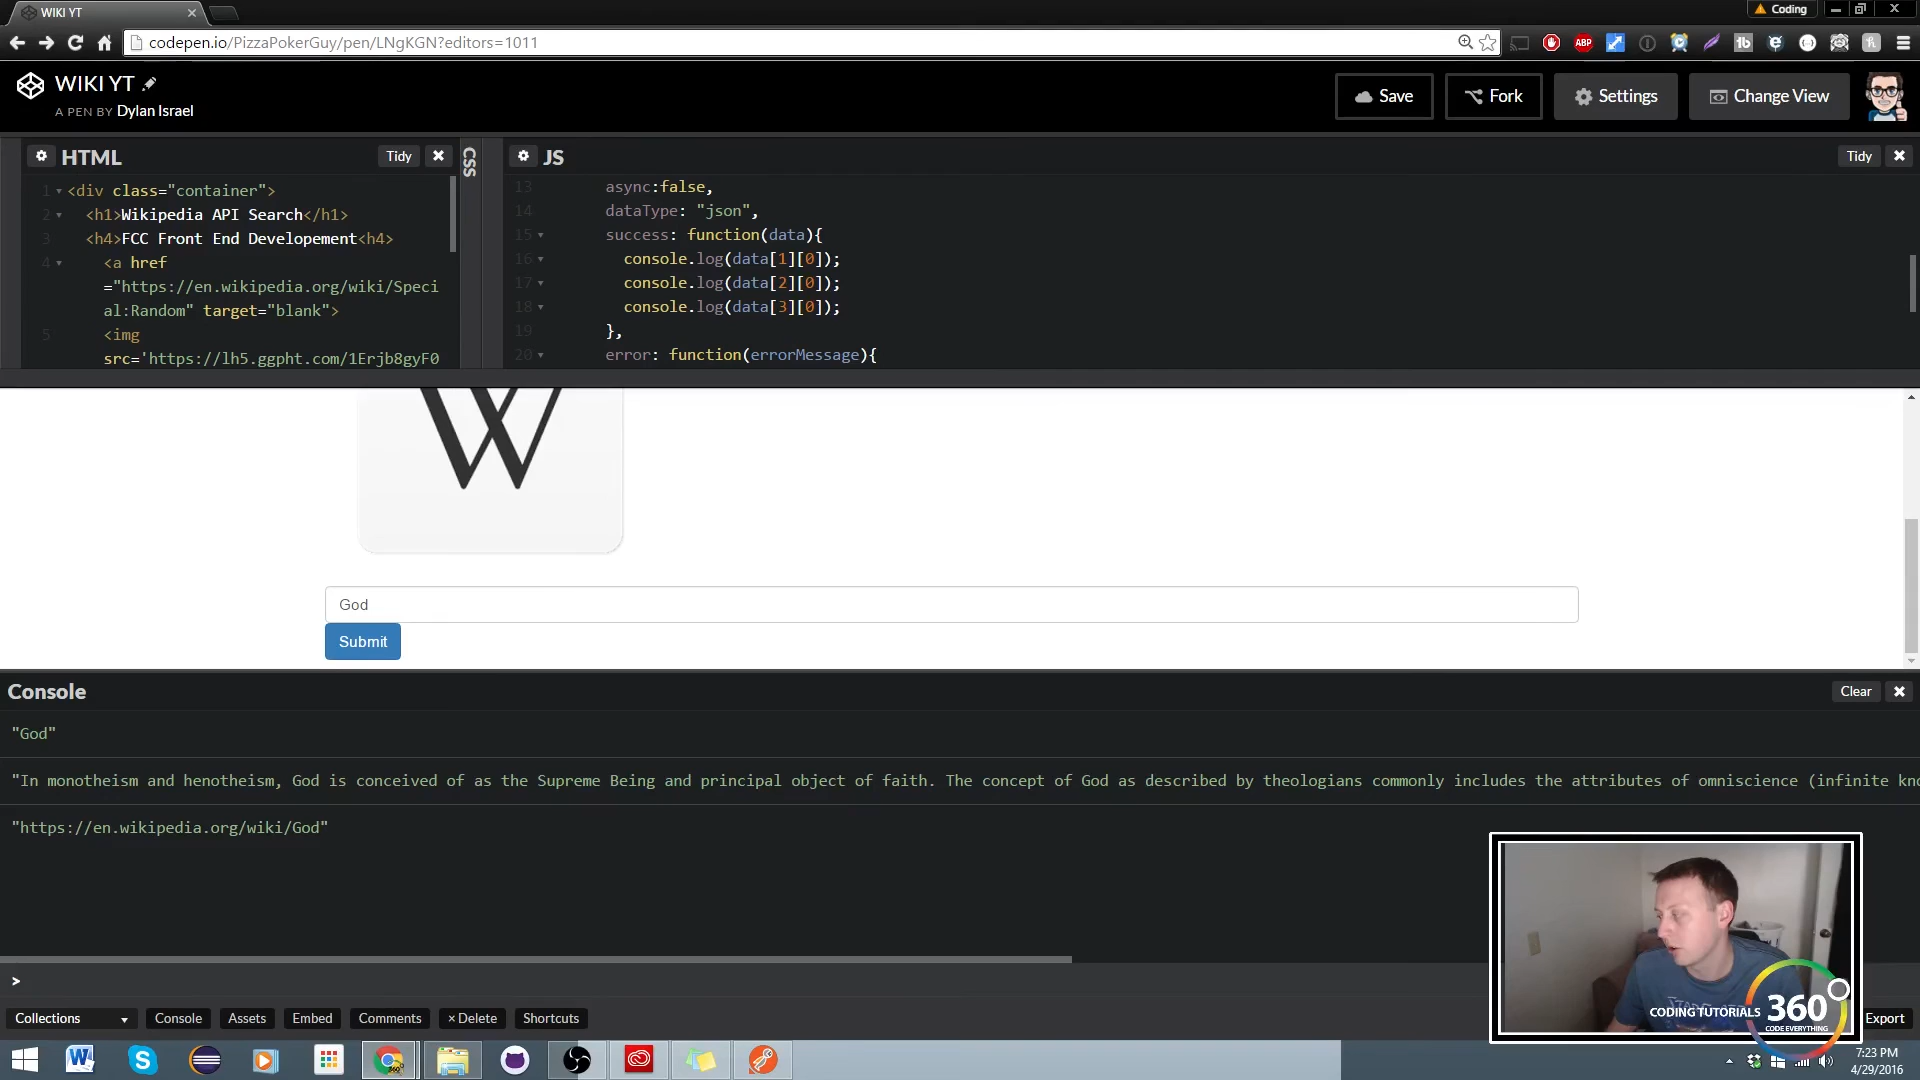 WIKI YT
Coding
codepen.io/PizzaPokerGuy/pen/LNgKGN?editors=1011
ABP
WIKI YT
A PEN BY Dylan Israel
Save
Fork
Settings
Change View
HTML
Tidy
CSS
JS
Tidy
1 <div class="container">
2 <h1>Wikipedia API Search</h1>
3 <h4>FCC Front End Developement<h4>
4 <a href
="https://en.wikipedia.org/wiki/Speci
al:Random" target="blank">
5 <img
src='https://lh5.ggpht.com/1Erjb8gyF0
13 async:false,
14 dataType: "json",
15 success: function(data){
16 console.log(data[1][0]);
17 console.log(data[2][0]);
18 console.log(data[3][0]);
19 },
20 error: function(errorMessage){
W
God
Submit
Console
Clear
"God"
"In monotheism and henotheism, God is conceived of as the Supreme Being and principal object of faith. The concept of God as described by theologians commonly includes the attributes of omniscience (infinite kno
"https://en.wikipedia.org/wiki/God"
>
CODING TUTORIALS 360
CODE EVERYTHING
Collections
Console
Assets
Embed
Comments
× Delete
Shortcuts
Export
7:23 PM
4/29/2016